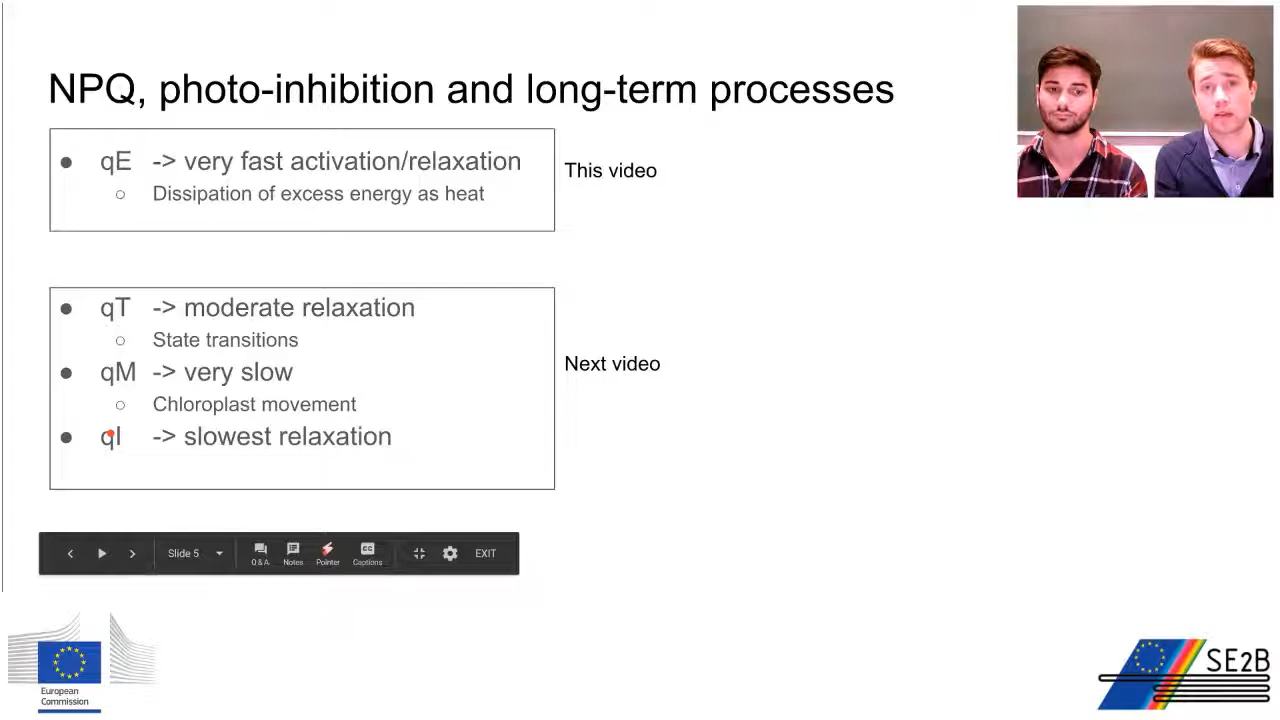 NPQ, photo-inhibition and long-term processes
● qE -> very fast activation/relaxation
○ Dissipation of excess energy as heat
This video
● qT -> moderate relaxation
○ State transitions
● qM -> very slow
○ Chloroplast movement
● qI -> slowest relaxation
Next video
Slide 5
Q & A
Notes
Pointer
CC
Captions
EXIT
European
Commission
SE2B